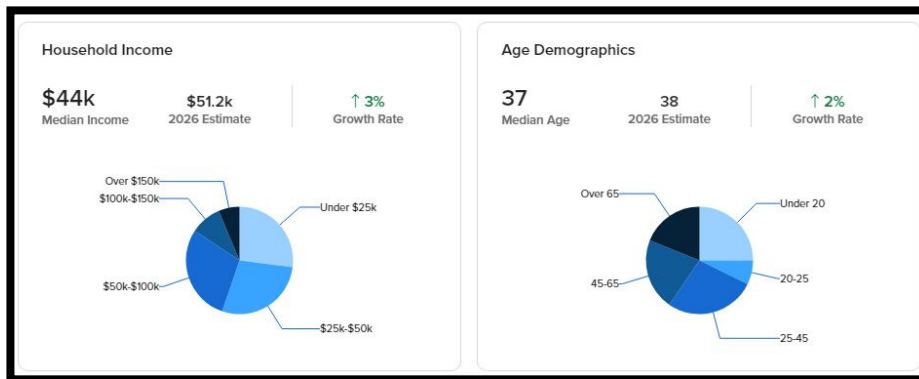 Household Income
$44k
Median Income
$51.2k
2026 Estimate
↑ 3%
Growth Rate
Over $150k
$100k-$150k
Under $25k
$50k-$100k
$25k-$50k
Age Demographics
37
Median Age
38
2026 Estimate
↑ 2%
Growth Rate
Over 65
Under 20
45-65
20-25
25-45